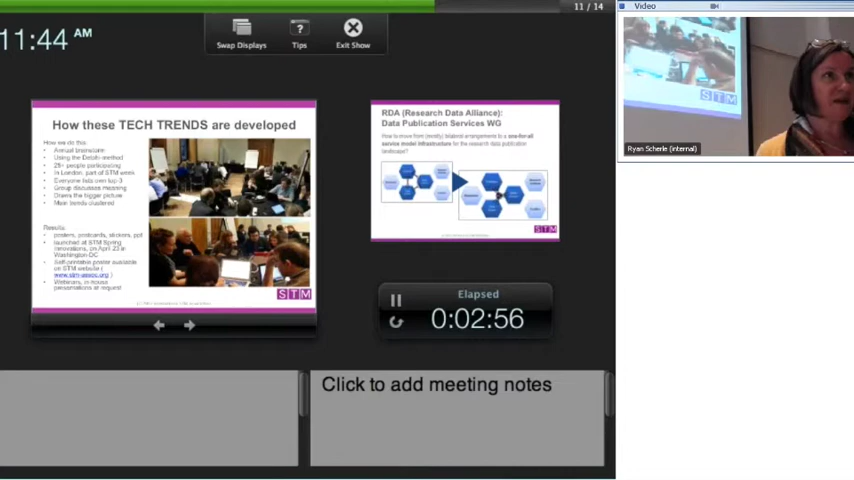 11 / 14
Video
11:44 AM
Swap Displays
Tips
Exit Show
How these TECH TRENDS are developed
How we do this:
Annual brainstorm
Using the Delphi-method
25+ people participating
In London, part of STM week
Everyone lists own top-3
Group discusses meaning
Draws the bigger picture
Main trends clustered
Results:
posters, postcards, stickers, ppt
launched at STM Spring
Innovations, on April 23 in
Washington DC
Self-printable poster available
on STM website (
www.stm-assoc.org )
Webinars, in-house
presentations at request
STM
RDA (Research Data Alliance):
Data Publication Services WG
How to move from (mostly) bilateral arrangements to a one-for-all
service model infrastructure for the research data publication
landscape?
STM
STM
Ryan Scherle (internal)
Elapsed
0:02:56
Click to add meeting notes